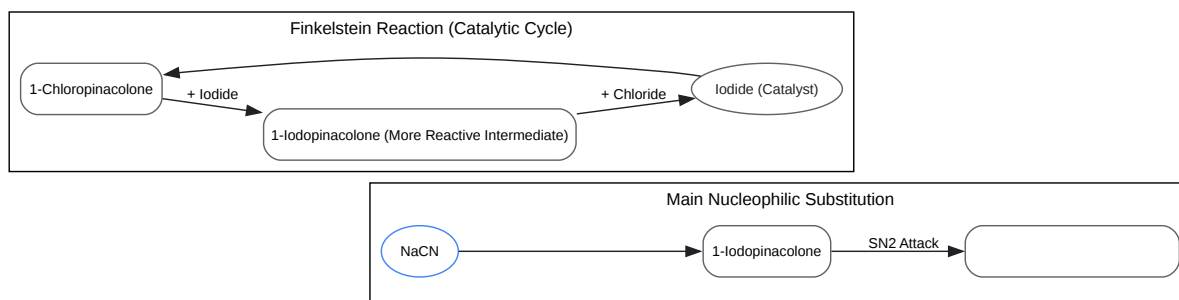 Finkelstein Reaction (Catalytic Cycle)
1-Chloropinacolone
+ Iodide
1-Iodopinacolone (More Reactive Intermediate)
+ Chloride
Iodide (Catalyst)
Main Nucleophilic Substitution
NaCN
1-Iodopinacolone
SN2 Attack